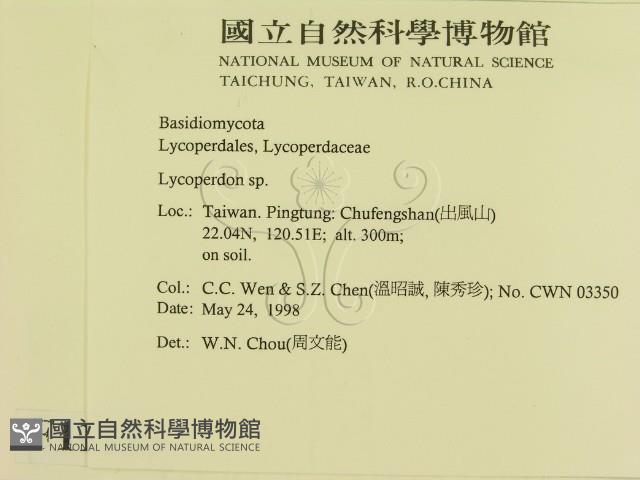 國立自然科學博物館
NATIONAL MUSEUM OF NATURAL SCIENCE
TAICHUNG, TAIWAN, R.O.CHINA
Basidiomycota
Lycoperdales, Lycoperdaceae
Lycoperdon sp.
Loc.: Taiwan. Pingtung: Chufengshan(出風山)
22.04N, 120.51E; alt. 300m;
on soil.
Col.: C.C. Wen & S.Z. Chen(溫昭誠, 陳秀珍); No. CWN 03350
Date: May 24, 1998
Det.: W.N. Chou(周文能)
國立自然科學博物館
NATIONAL MUSEUM OF NATURAL SCIENCE